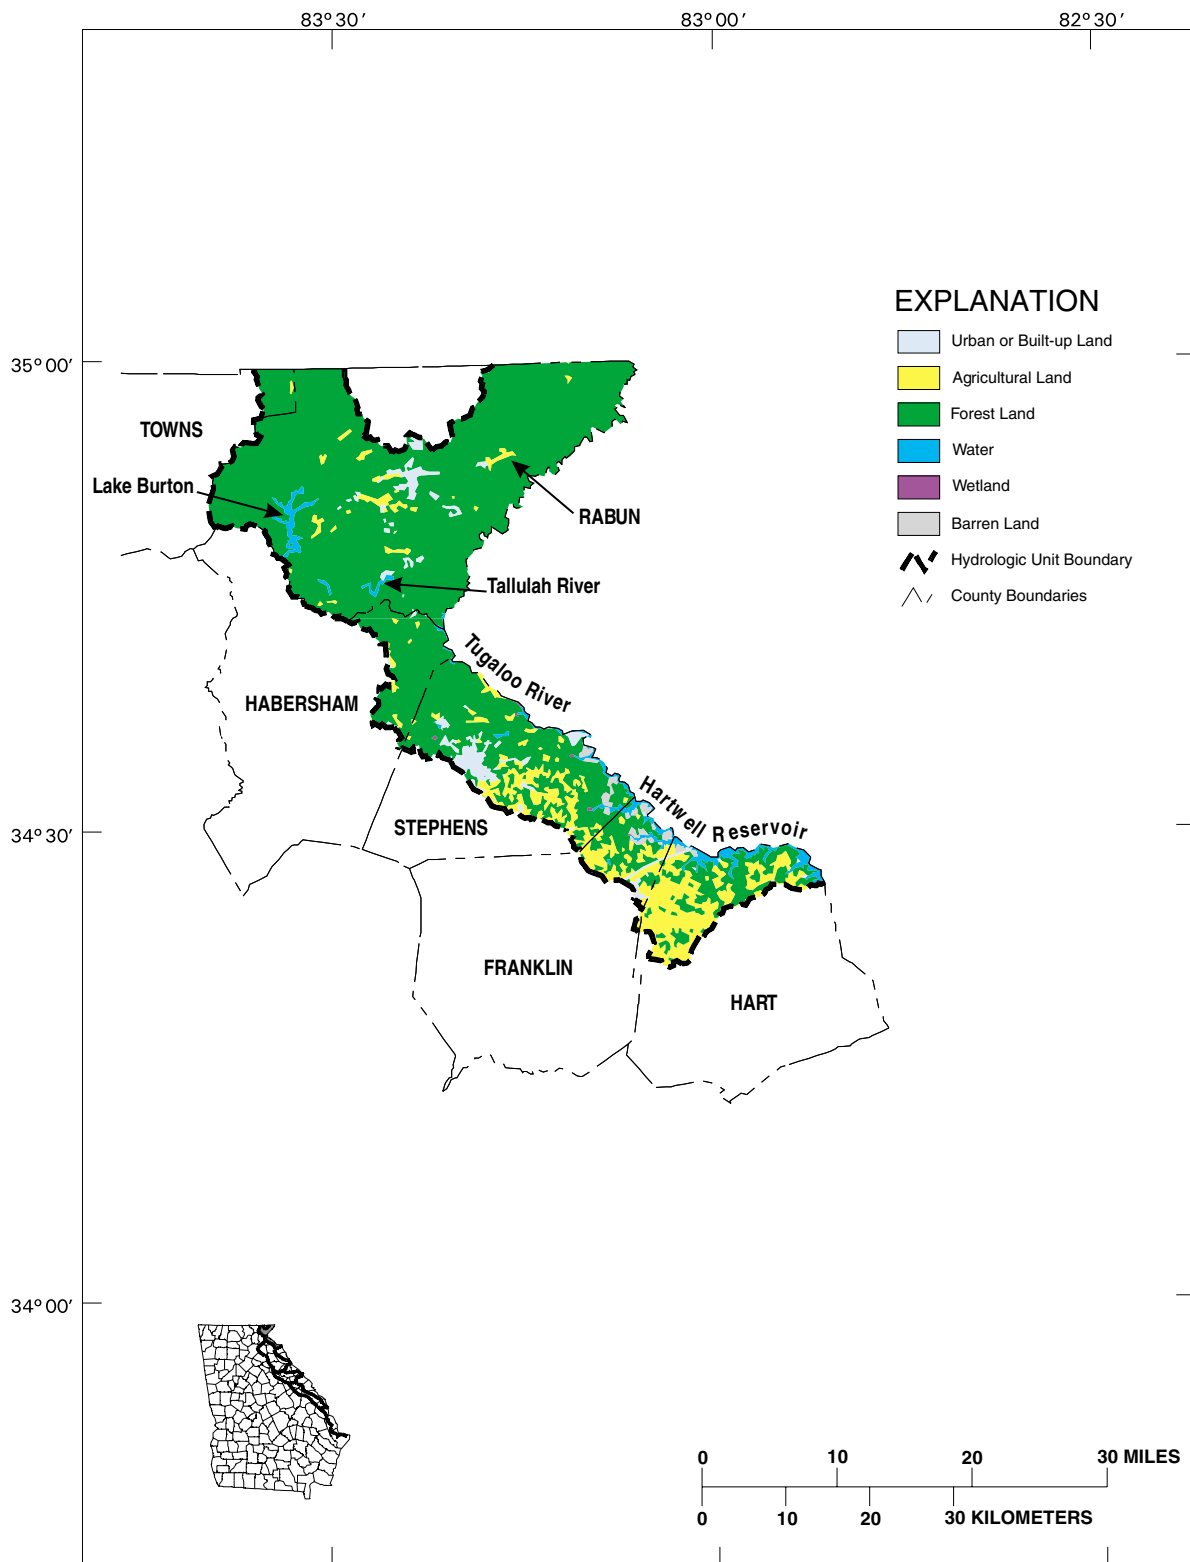 83° 30′
83° 00′
82° 30′
EXPLANATION
Urban or Built-up Land
35° 00′
Agricultural Land
Forest Land
TOWNS
Water
Lake Burton
Wetland
RABUN
Barren Land
Hydrologic Unit Boundary
Tallulah River
County Boundaries
Tugaloo River
HABERSHAM
Hartwell Reservoir
34° 30′
STEPHENS
FRANKLIN
HART
34° 00′
0 10 20 30 MILES
0 10 20 30 KILOMETERS